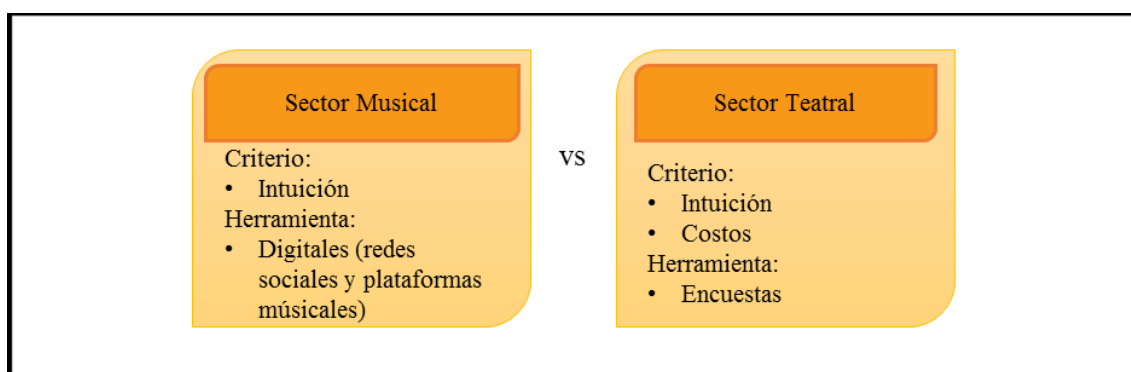 Sector Musical
Criterio:
• Intuición
Herramienta:
• Digitales (redes
sociales y plataformas
músicales)
vs
Sector Teatral
Criterio:
• Intuición
• Costos
Herramienta:
• Encuestas